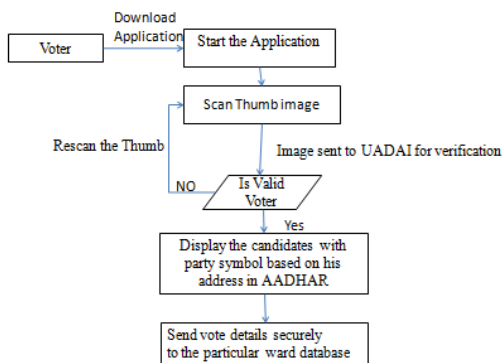 Download
Application
Voter
Start the Application
Scan Thumb image
Rescan the Thumb
Image sent to UADAI for verification
NO
Is Valid
Voter
Yes
Display the candidates with
party symbol based on his
address in AADHAR
Send vote details securely
to the particular ward database